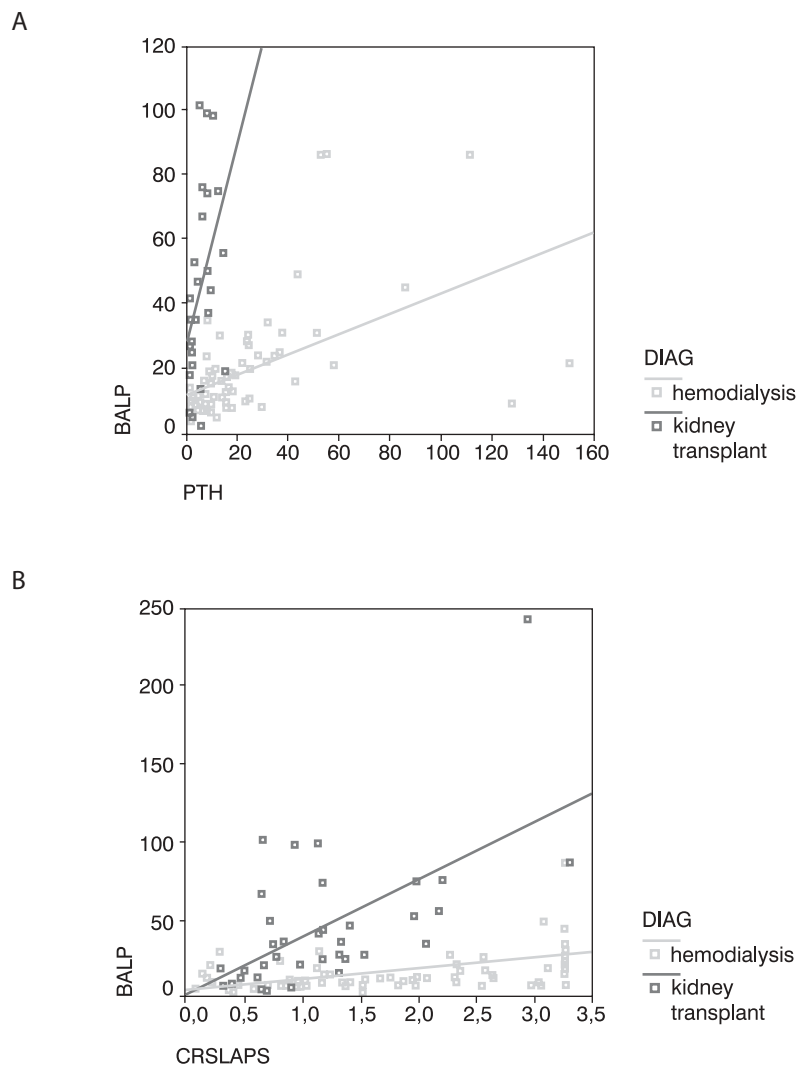 A
120
100
80
60
40
20
0
BALP
0 20 40 60 80 100 120 140 160
PTH
DIAG
hemodialysis
kidney
transplant
B
250
200
150
100
50
0
BALP
0,0 0,5 1,0 1,5 2,0 2,5 3,0 3,5
CRSLAPS
DIAG
hemodialysis
kidney
transplant